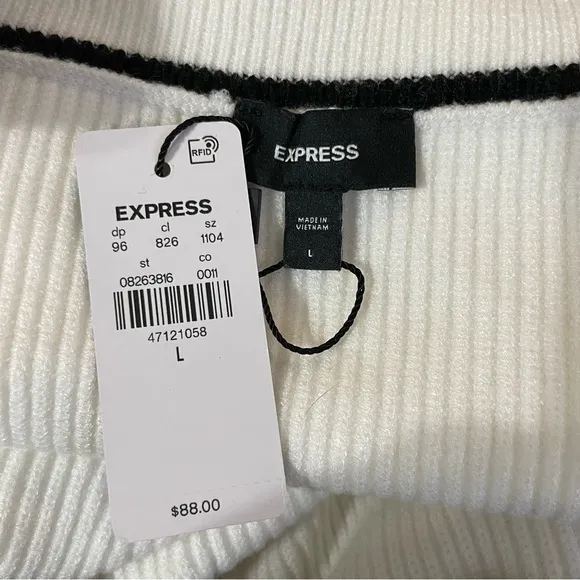 RFID
EXPRESS
dp cl sz
96 826 1104
st co
08263816 0011
47121058
L
$88.00
EXPRESS
MADE IN
VIETNAM
L